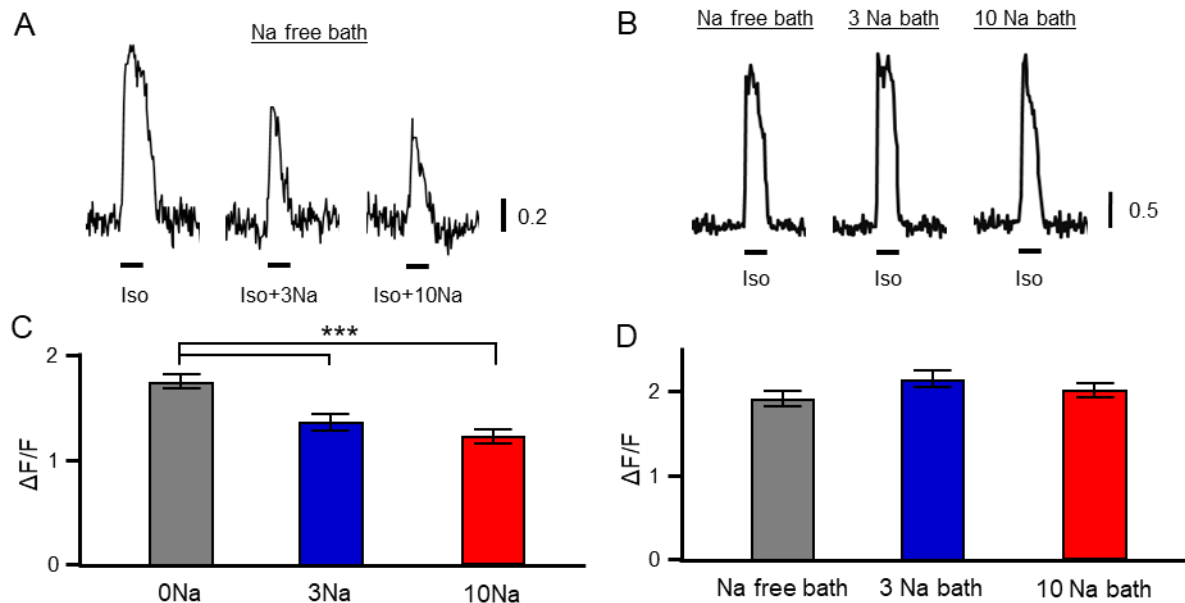 A
Na free bath
0.2
Iso
Iso+3Na
Iso+10Na
B
Na free bath
3 Na bath
10 Na bath
0.5
Iso
Iso
Iso
C
***
2
1
0
ΔF/F
0Na
3Na
10Na
D
2
1
0
ΔF/F
Na free bath
3 Na bath
10 Na bath